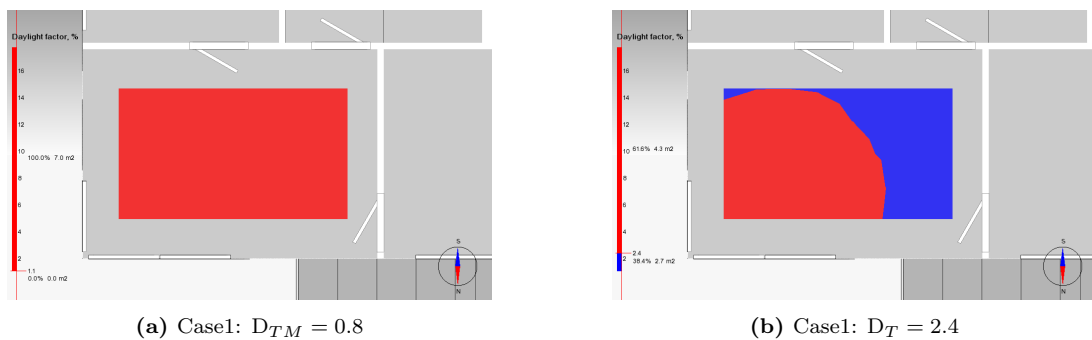 Daylight factor, %
16
14
12
10
100.0% 7.0 m2
8
6
4
2
1.1
0.0% 0.0 m2
S
N
(a) Case1: D_TM = 0.8
Daylight factor, %
16
14
12
10
61.6% 4.3 m2
8
6
4
2.4
2
38.4% 2.7 m2
S
N
(b) Case1: D_T = 2.4